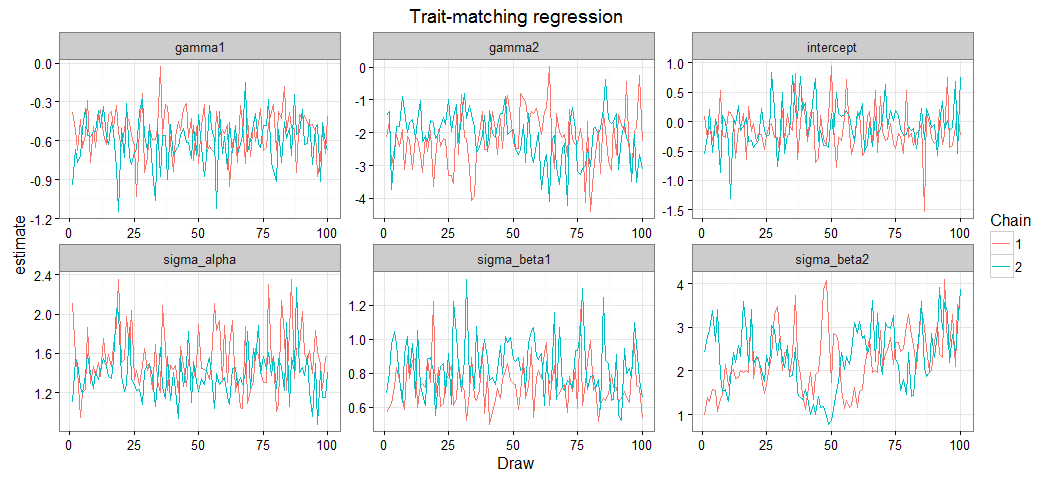 Trait-matching regression
gamma1 gamma2 intercept
0.0 -0.3 -0.6 -0.9 -1.2
0 -1 -2 -3 -4
1.0 0.5 0.0 -0.5 -1.0 -1.5
0 25 50 75 100 0 25 50 75 100 0 25 50 75 100
estimate
sigma_alpha sigma_beta1 sigma_beta2
2.4 2.0 1.6 1.2
1.2 1.0 0.8 0.6
4 3 2 1
0 25 50 75 100 0 25 50 75 100 0 25 50 75 100
Draw
Chain
1
2